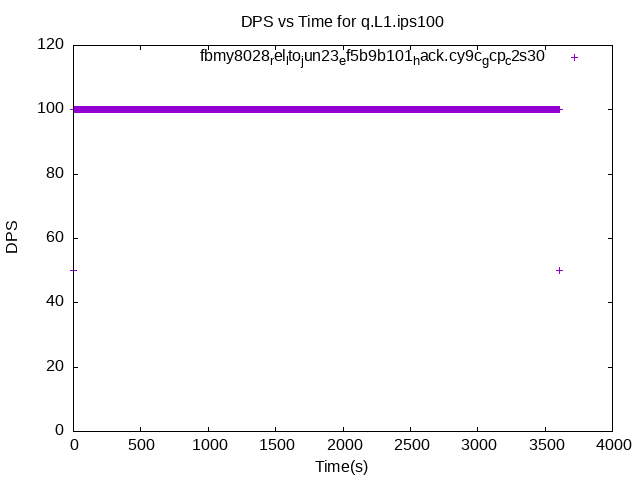 DPS vs Time for q.L1.ips100
fbmy8028relltojun23ef5b9b101hack.cy9cgcpc2s30
120
100
80
60
40
20
0
DPS
0 500 1000 1500 2000 2500 3000 3500 4000
Time(s)